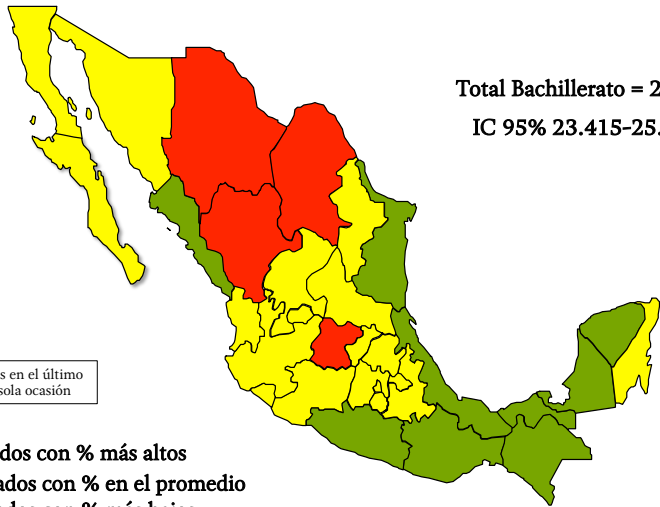 Total Bachillerato = 2
IC 95% 23.415-25.
s en el último
sola ocasión
dos con % más altos
ados con % en el promedio